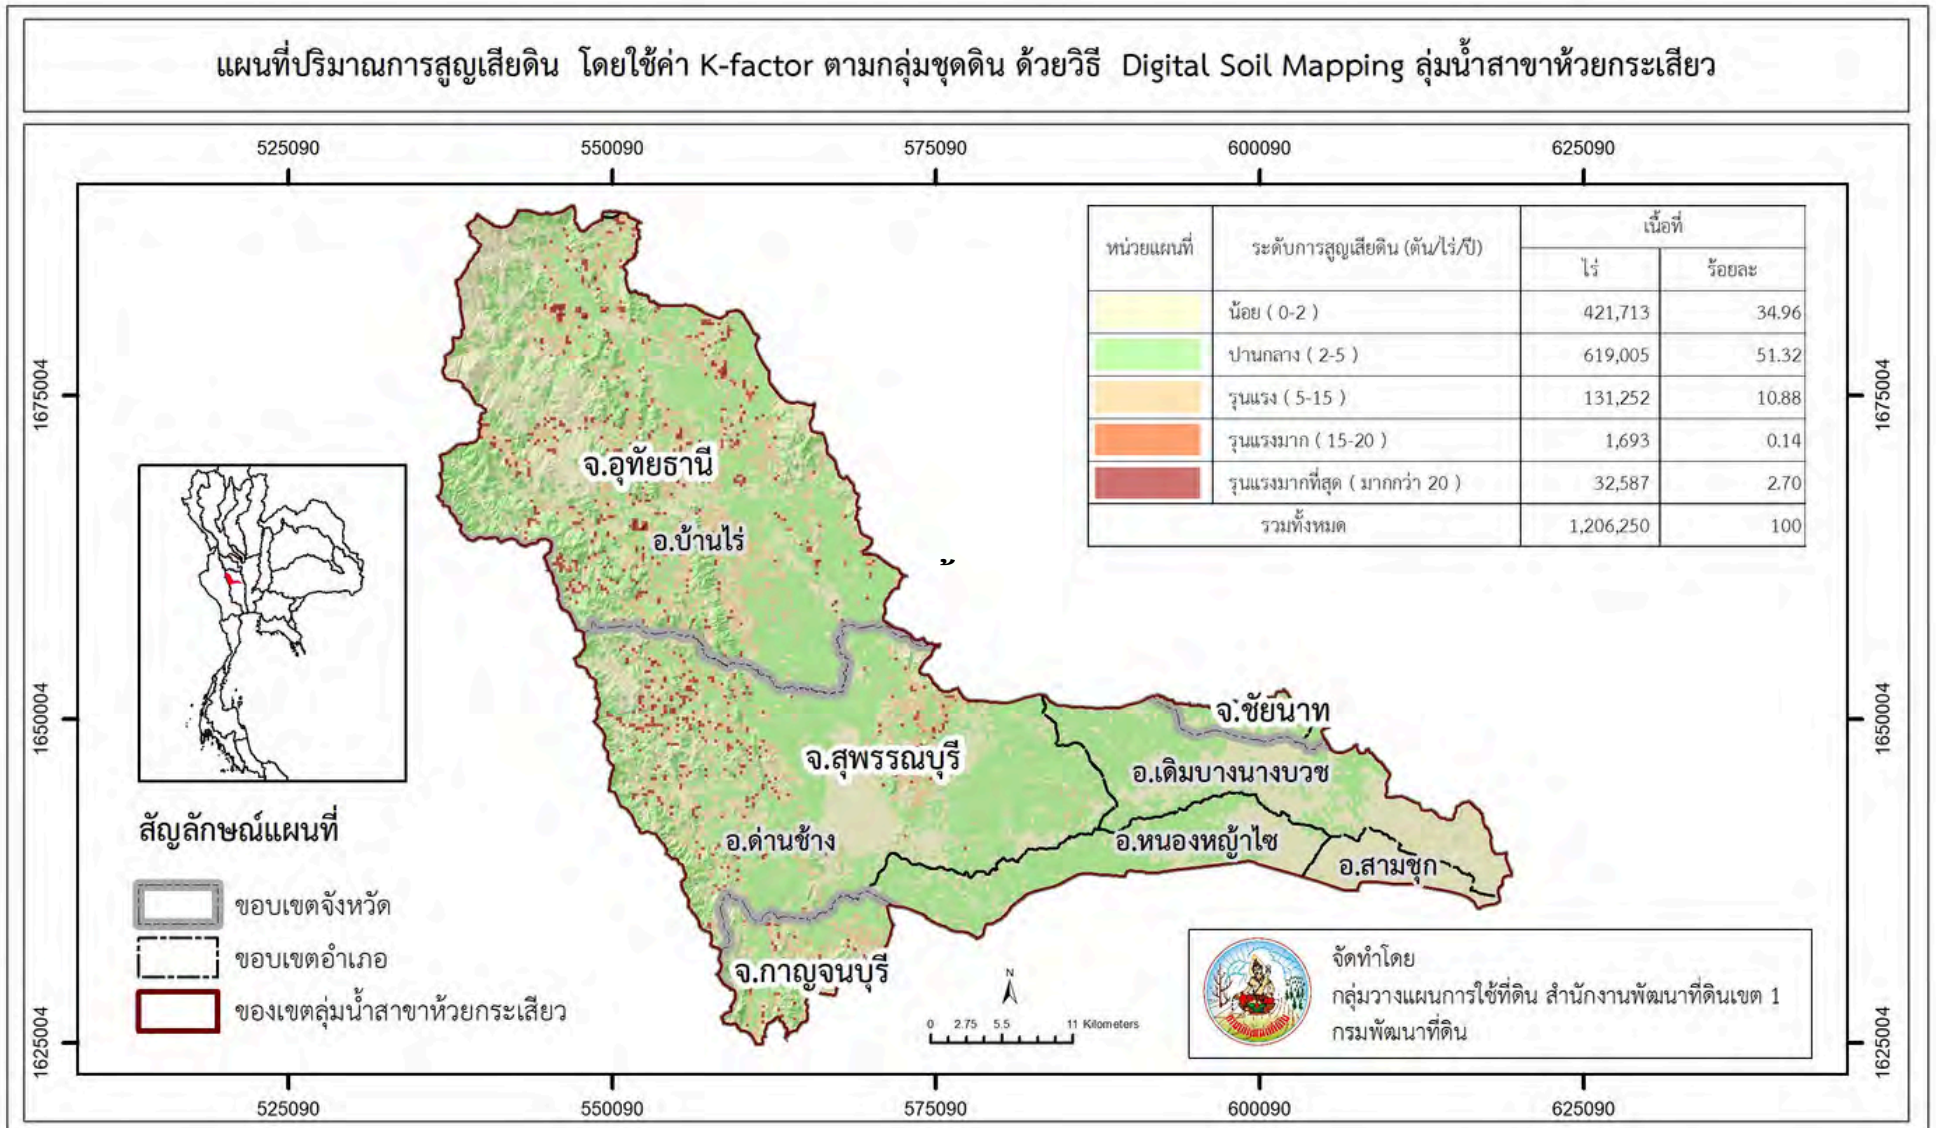 แผนที่ปริมาณการสูญเสียดิน โดยใช้ค่า K-factor ตามกลุ่มชุดดิน ด้วยวิธี Digital Soil Mapping ลุ่มน้ำสาขาห้วยกระเสียว
525090 550090 575090 600090 625090
หน่วยแผนที่ ระดับการสูญเสียดิน (ตัน/ไร่/ปี) เนื้อที่
ไร่ ร้อยละ
น้อย ( 0-2 ) 421,713 34.96
ปานกลาง ( 2-5 ) 619,005 51.32
รุนแรง ( 5-15 ) 131,252 10.88
รุนแรงมาก ( 15-20 ) 1,693 0.14
รุนแรงมากที่สุด ( มากกว่า 20 ) 32,587 2.70
รวมทั้งหมด 1,206,250 100
1675004 1675004
จ.อุทัยธานี
อ.บ้านไร่
1650004 1650004
จ.ชัยนาท
จ.สุพรรณบุรี
อ.เดิมบางนางบวช
อ.ด่านช้าง
อ.หนองหญ้าไซ
อ.สามชุก
จ.กาญจนบุรี
สัญลักษณ์แผนที่
ขอบเขตจังหวัด
ขอบเขตอำเภอ
ของเขตลุ่มน้ำสาขาห้วยกระเสียว
N
0 2.75 5.5 11 Kilometers
จัดทำโดย
กลุ่มวางแผนการใช้ที่ดิน สำนักงานพัฒนาที่ดินเขต 1
กรมพัฒนาที่ดิน
1625004 1625004
525090 550090 575090 600090 625090